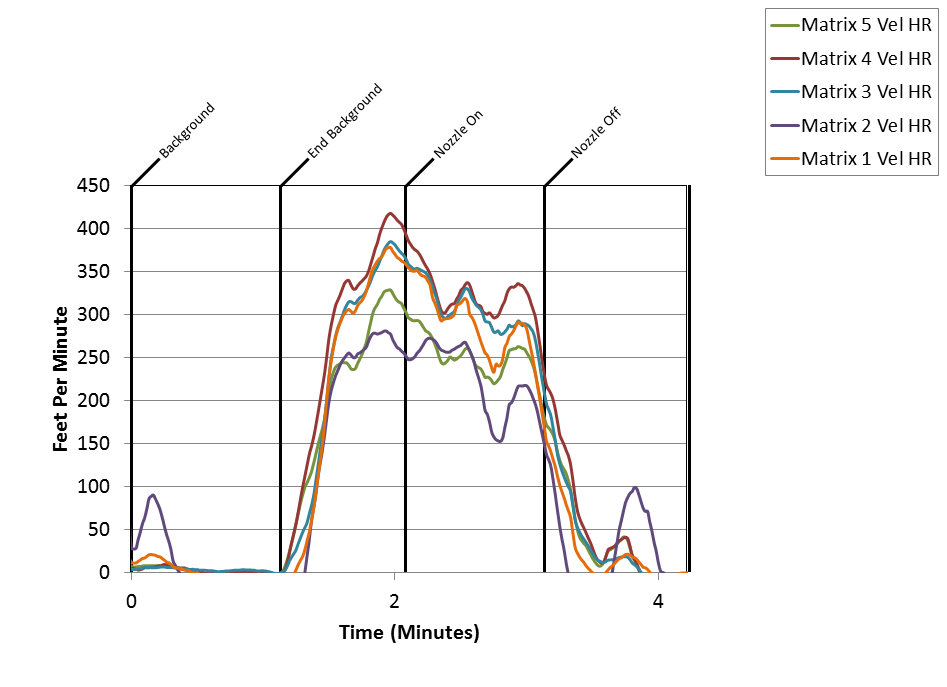 Matrix 5 Vel HR
Matrix 4 Vel HR
Matrix 3 Vel HR
Matrix 2 Vel HR
Matrix 1 Vel HR
Background
End Background
Nozzle On
Nozzle Off
450
400
350
300
250
200
150
100
50
0
Feet Per Minute
0 2 4
Time (Minutes)